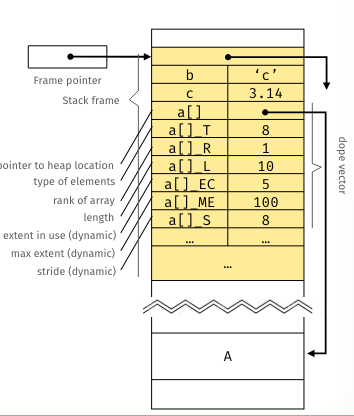 Frame pointer
Stack frame
b ‘c’
c 3.14
a[]
a[]_T 8
a[]_R 1
a[]_L 10
a[]_EC 5
a[]_ME 100
a[]_S 8
… …
…
A
pointer to heap location
type of elements
rank of array
length
extent in use (dynamic)
max extent (dynamic)
stride (dynamic)
dope vector